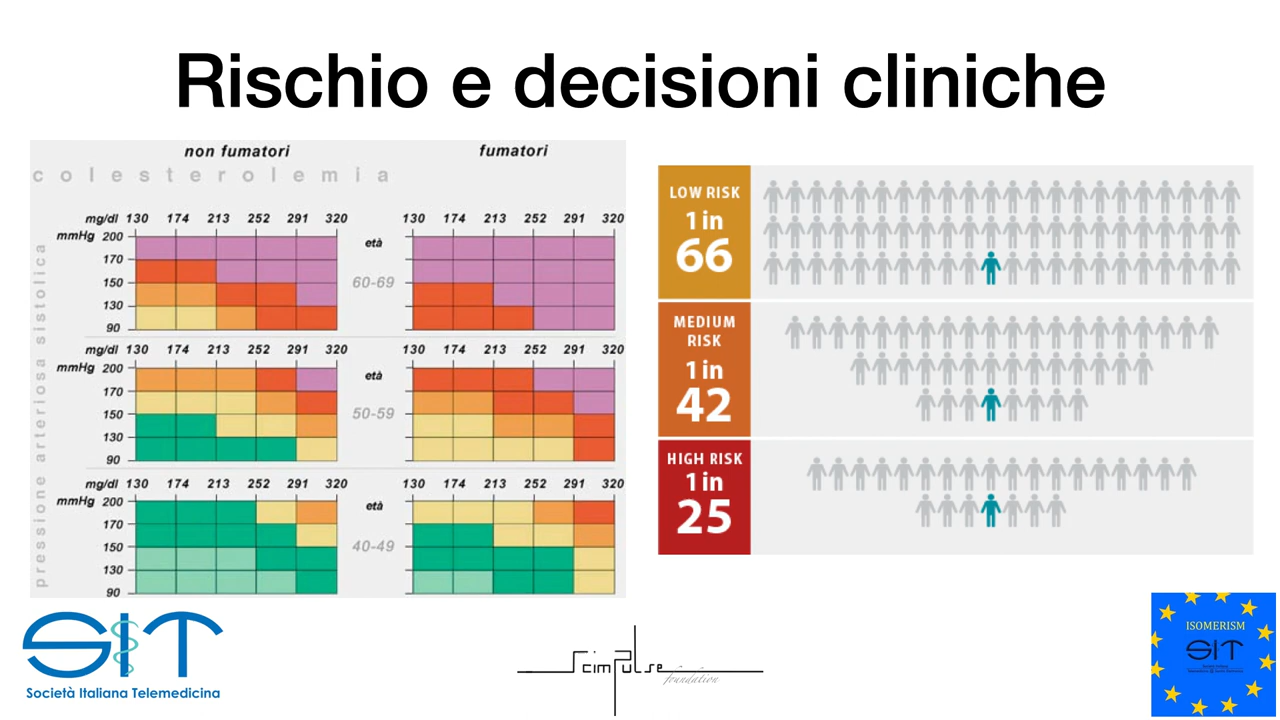 Rischio e decisioni cliniche
non fumatori fumatori
colesterolemia
mg/dl 130 174 213 252 291 320 130 174 213 252 291 320
mmHg 200
età
170
60-69
150
130
90
mg/dl 130 174 213 252 291 320 130 174 213 252 291 320
mmHg 200
età
170
50-59
150
130
90
mg/dl 130 174 213 252 291 320 130 174 213 252 291 320
mmHg 200
età
170
40-49
150
130
90
pressione arteriosa sistolica
LOW RISK
1 in
66
MEDIUM
RISK
1 in
42
HIGH RISK
1 in
25
SIT
Società Italiana Telemedicina
scimpulse
foundation
ISOMERISM
SIT